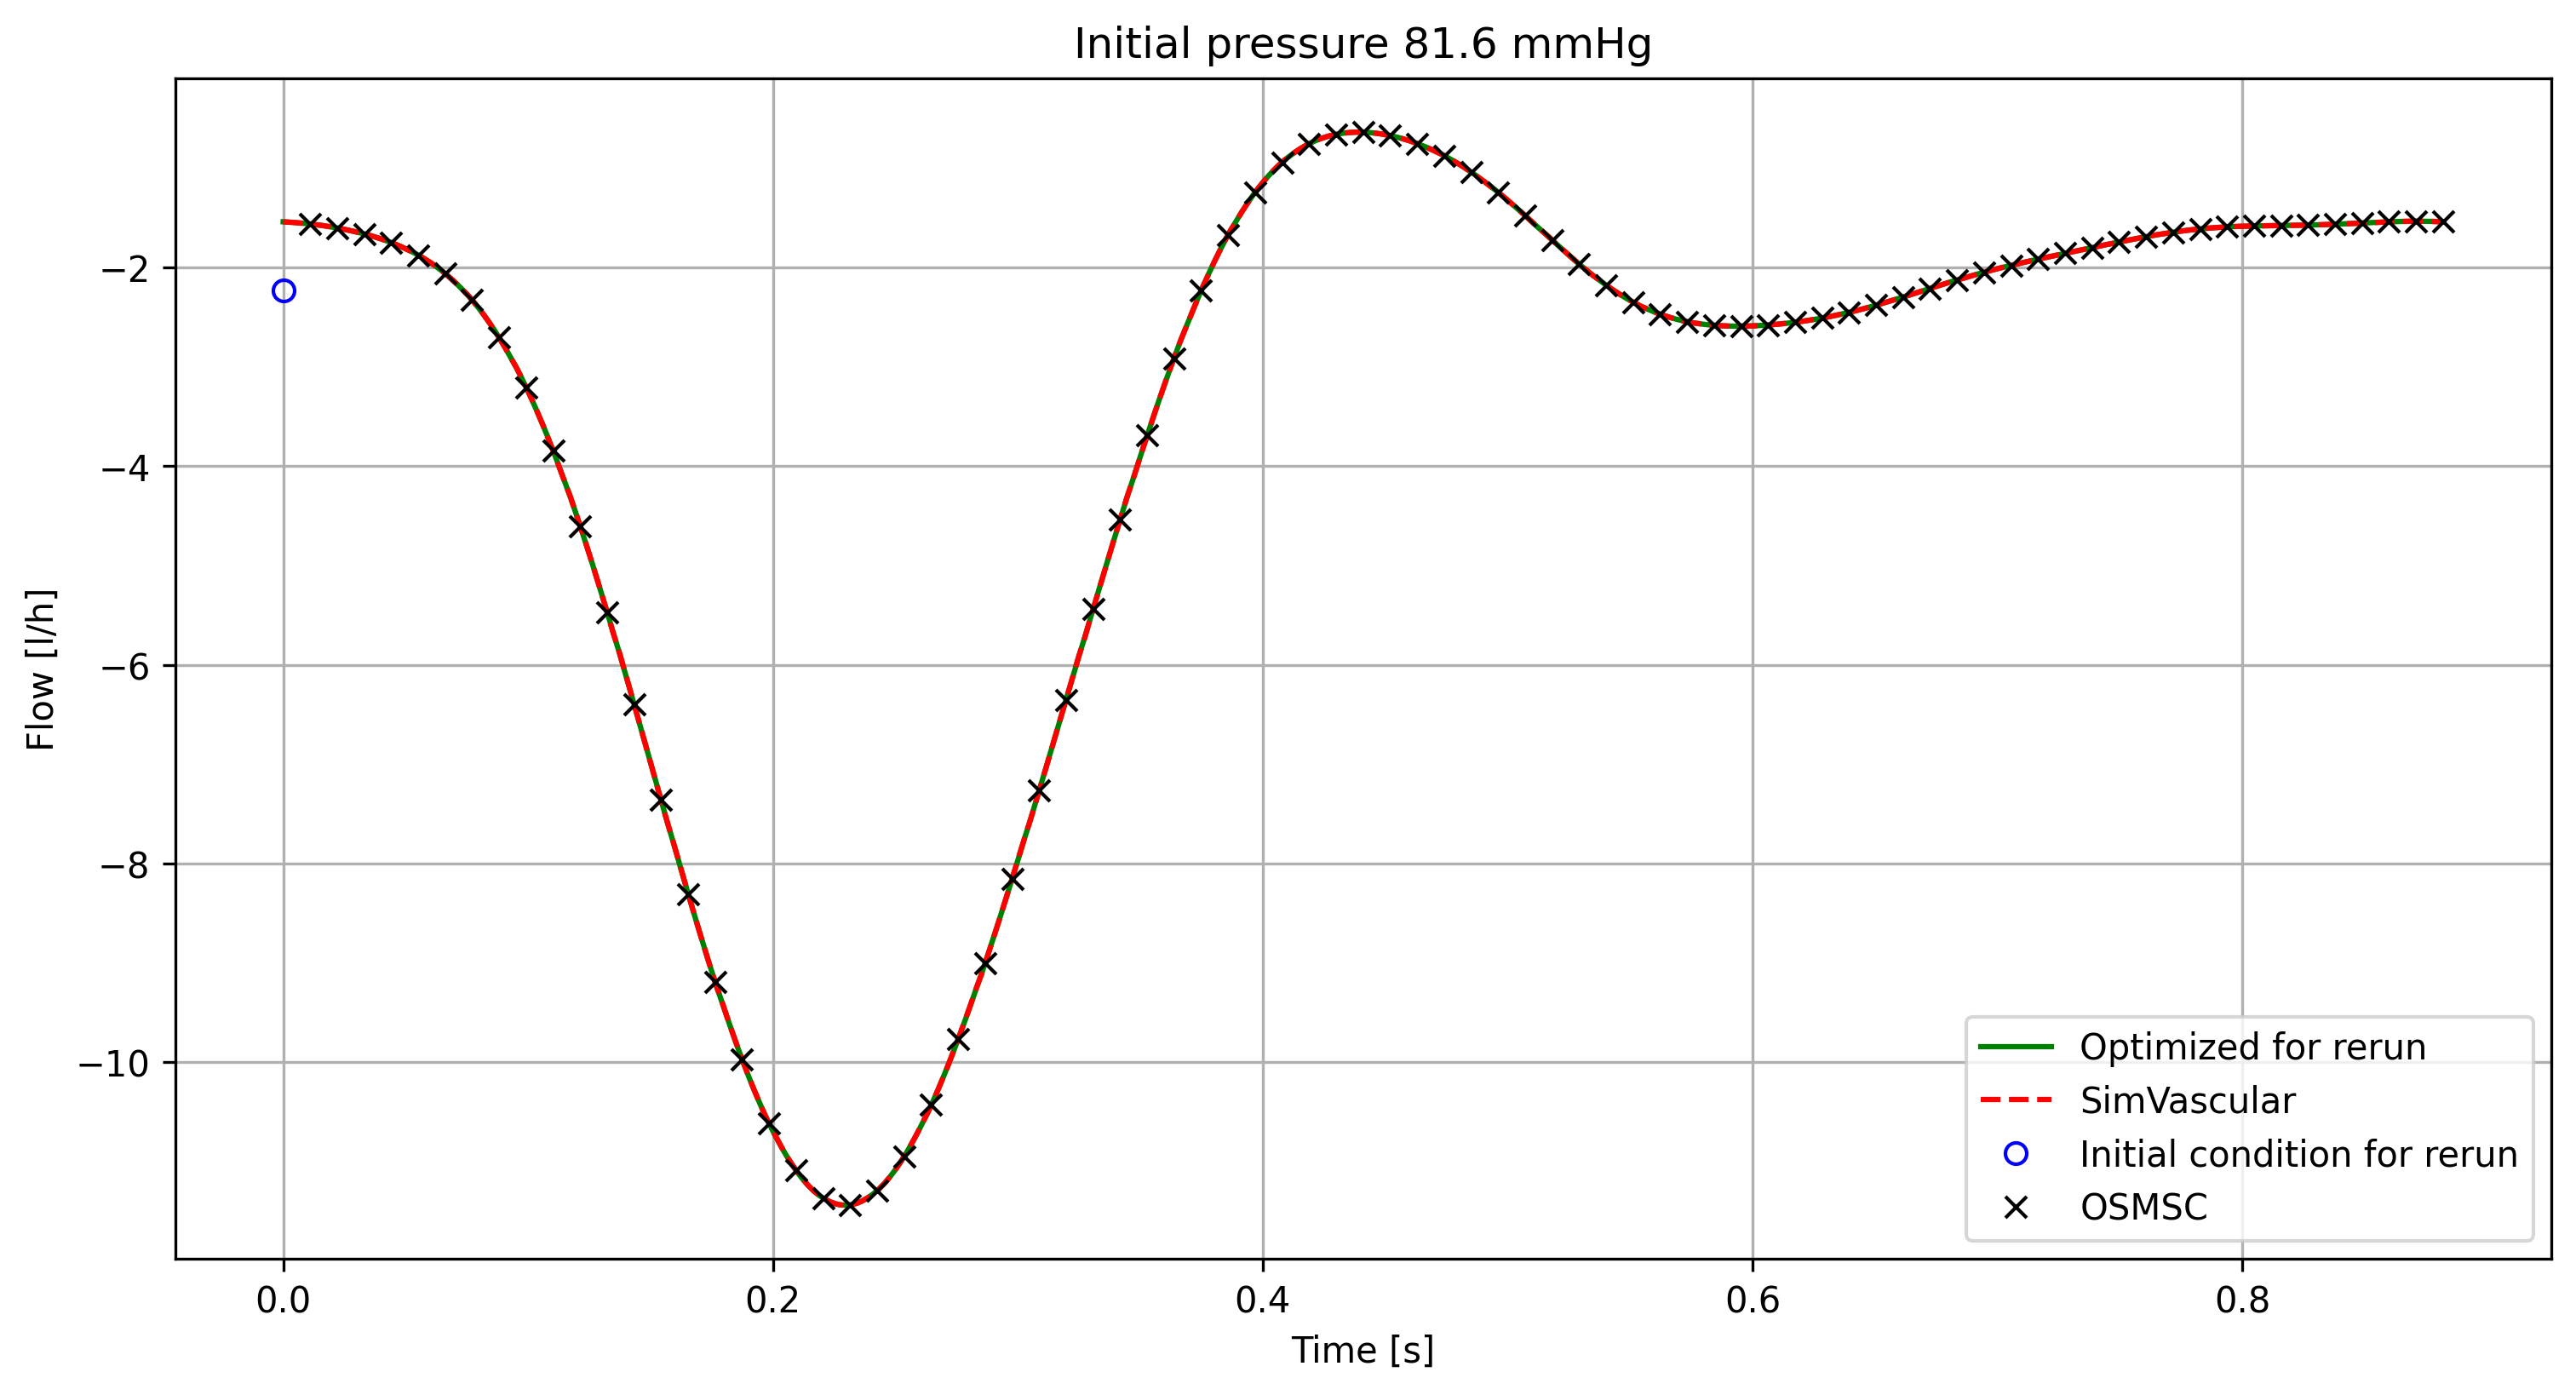 Initial pressure 81.6 mmHg
Flow [l/h]
−2
−4
−6
−8
−10
0.0
0.2
0.4
0.6
0.8
Time [s]
Optimized for rerun
SimVascular
Initial condition for rerun
OSMSC